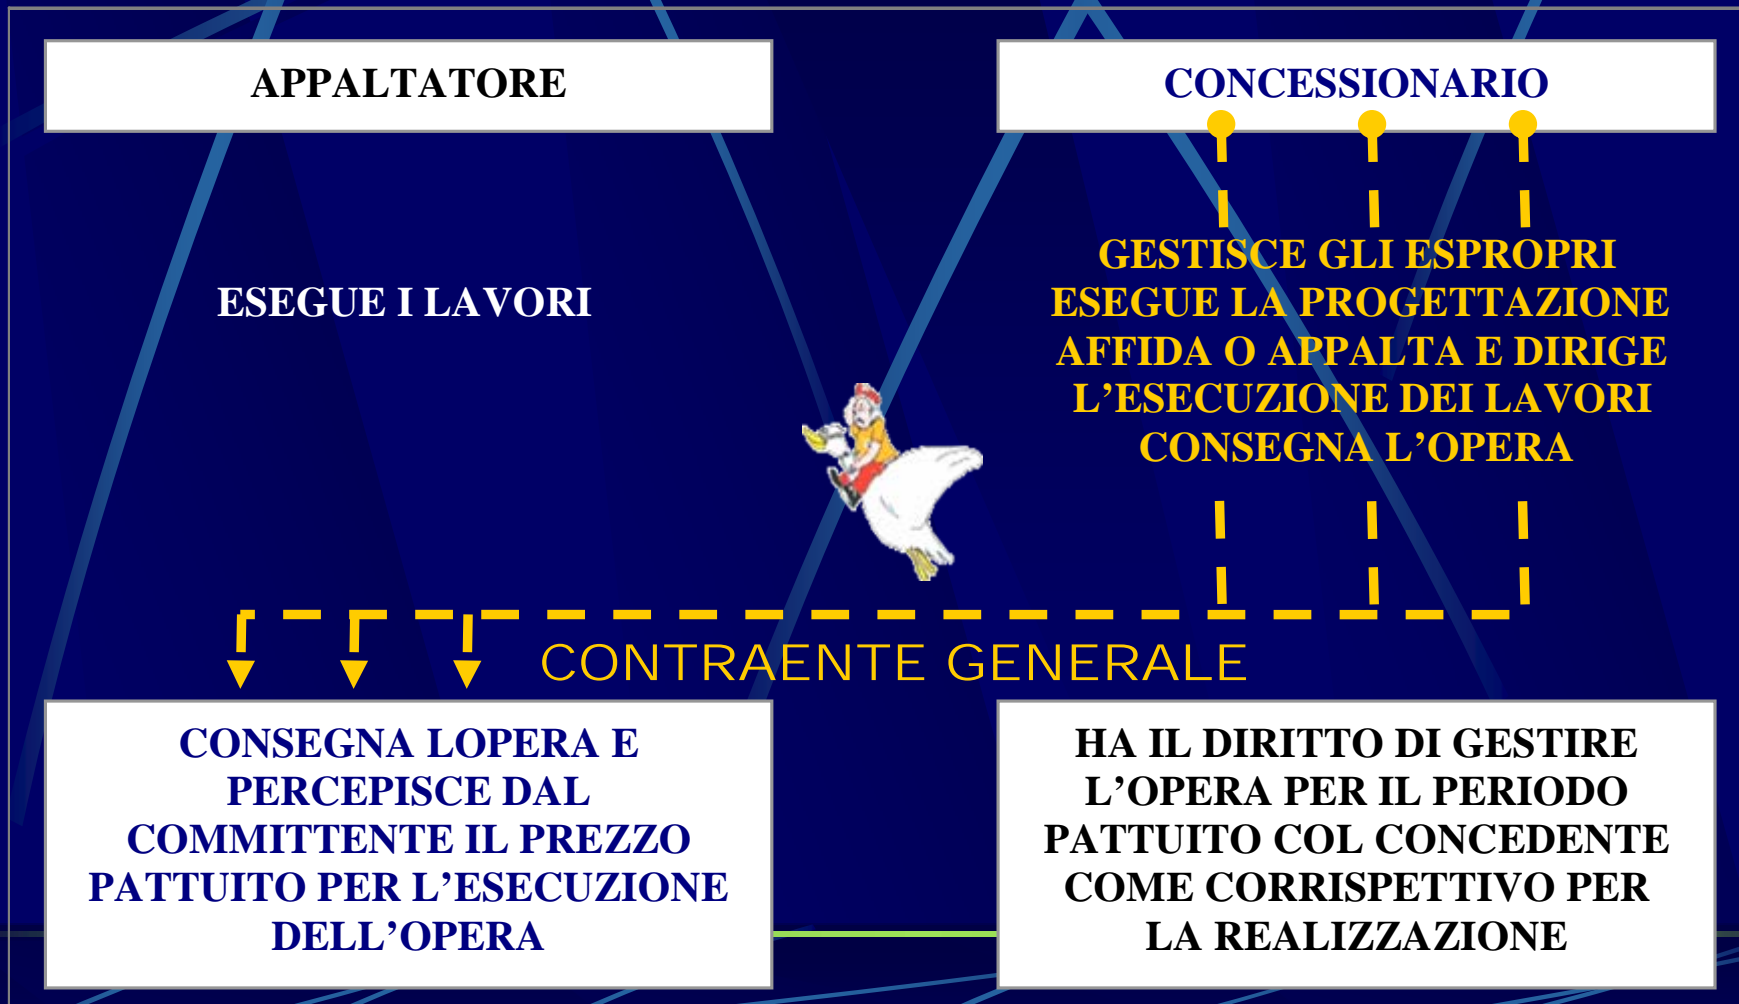 APPALTATORE
CONCESSIONARIO
ESEGUE I LAVORI
GESTISCE GLI ESPROPRI
ESEGUE LA PROGETTAZIONE
AFFIDA O APPALTA E DIRIGE
L’ESECUZIONE DEI LAVORI
CONSEGNA L’OPERA
CONTRAENTE GENERALE
CONSEGNA LOPERA E
PERCEPISCE DAL
COMMITTENTE IL PREZZO
PATTUITO PER L’ESECUZIONE
DELL’OPERA
HA IL DIRITTO DI GESTIRE
L’OPERA PER IL PERIODO
PATTUITO COL CONCEDENTE
COME CORRISPETTIVO PER
LA REALIZZAZIONE